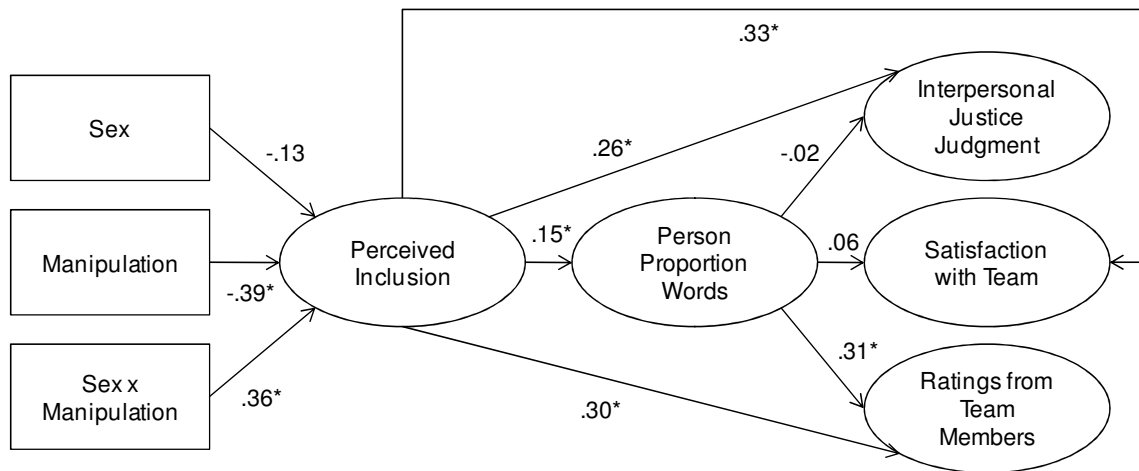 .33*
Sex
-.13
.26*
-.02
Interpersonal
Justice
Judgment
Manipulation
-.39*
Perceived
Inclusion
.15*
Person
Proportion
Words
.06
Satisfaction
with Team
Sex x
Manipulation
.36*
.30*
.31*
Ratings from
Team
Members